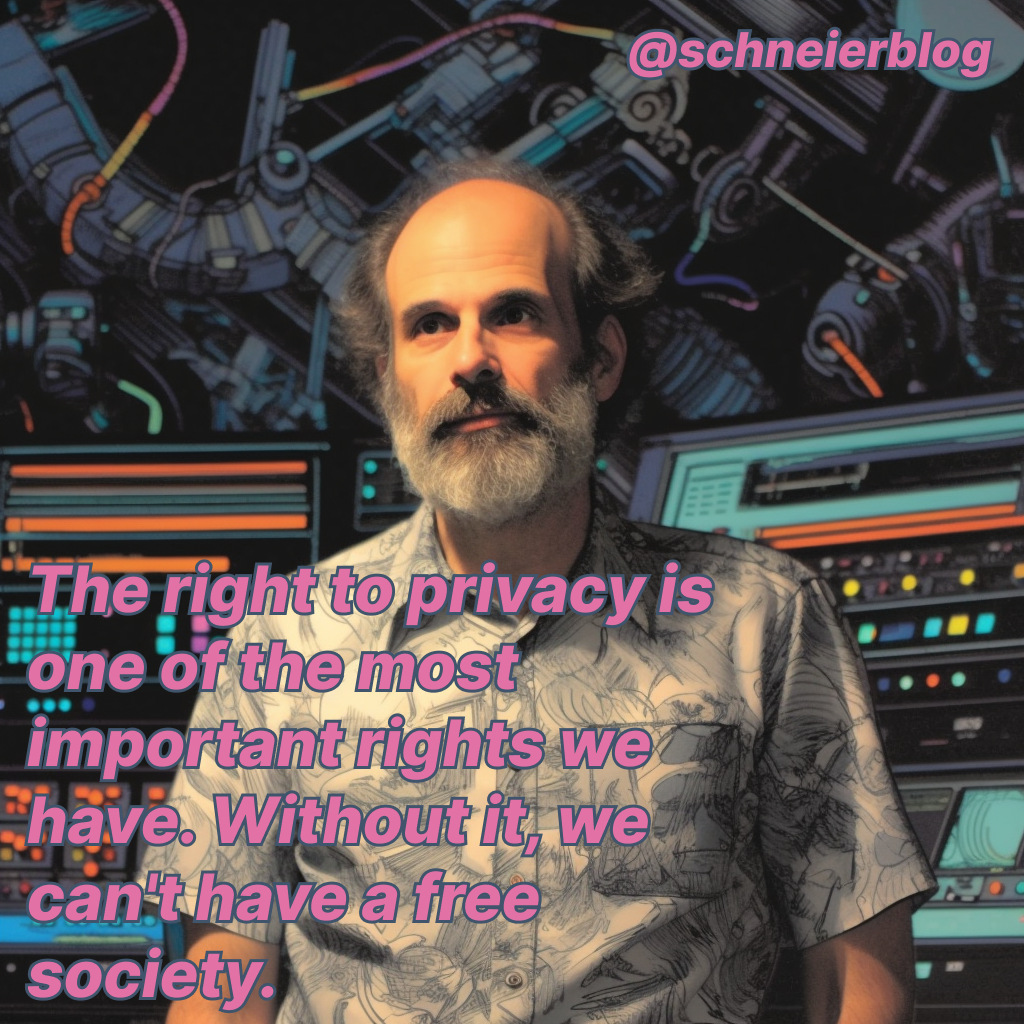 @schneierblog
The right to privacy is
one of the most
important rights we
have. Without it, we
can't have a free
society.